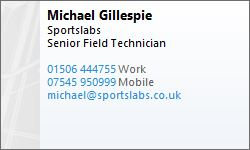 Michael Gillespie
Sportslabs
Senior Field Technician
01506 444755 Work
07545 950999 Mobile
michael@sportslabs.co.uk